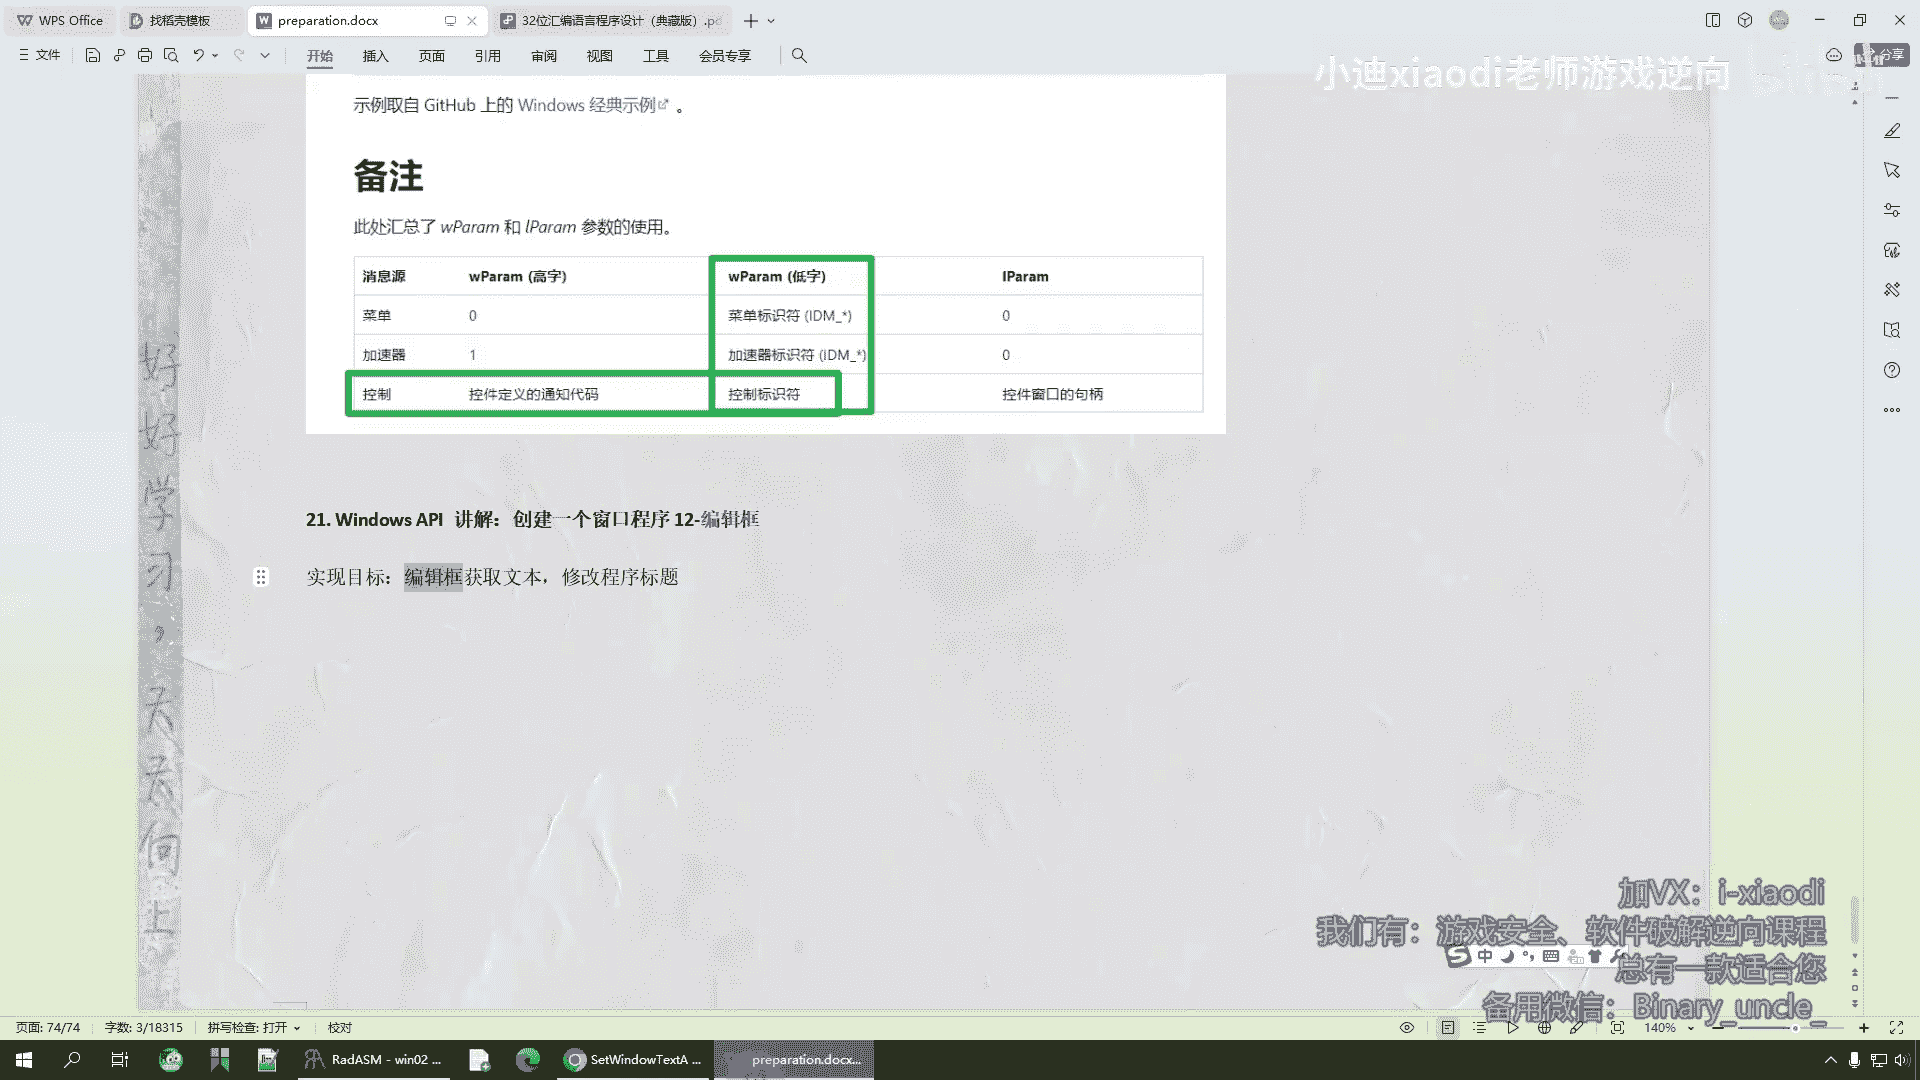 WPS Office
找稻壳模板
preparation.docx
32位汇编语言程序设计（典藏版）.pd
文件
开始
插入
页面
引用
审阅
视图
工具
会员专享
分享
小迪xiaodi老师游戏逆向
示例取自 GitHub 上的 Windows 经典示例 。
备注
此处汇总了 wParam 和 lParam 参数的使用。
消息源 wParam (高字) wParam (低字) lParam
菜单 0 菜单标识符 (IDM_*) 0
加速器 1 加速器标识符 (IDM_*) 0
控制 控件定义的通知代码 控制标识符 控件窗口的句柄
21. Windows API 讲解：创建一个窗口程序 12-编辑框
实现目标：编辑框获取文本，修改程序标题
好好学习，天天向上
加VX：i-xiaodi
我们有：游戏安全、软件破解逆向课程
中
总有一款适合您
备用微信：Binary_uncle_
页面: 74/74
字数: 3/18315
拼写检查: 打开
校对
140%
RadASM - win02 ...
SetWindowTextA ...
preparation.docx...